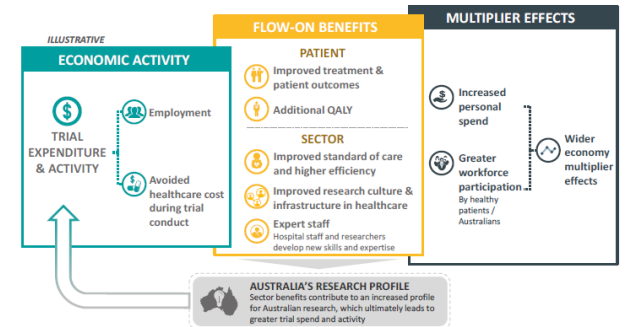 ILLUSTRATIVE
ECONOMIC ACTIVITY
TRIAL
EXPENDITURE
& ACTIVITY
Employment
Avoided
healthcare cost
during trial
conduct
FLOW-ON BENEFITS
PATIENT
Improved treatment &
patient outcomes
Additional QALY
SECTOR
Improved standard of care
and higher efficiency
Improved research culture &
infrastructure in healthcare
Expert staff
Hospital staff and researchers
develop new skills and expertise
MULTIPLIER EFFECTS
Increased
personal
spend
Greater
workforce
participation
By healthy
patients /
Australians
Wider
economy
multiplier
effects
AUSTRALIA'S RESEARCH PROFILE
Sector benefits contribute to an increased profile
for Australian research, which ultimately leads to
greater trial spend and activity